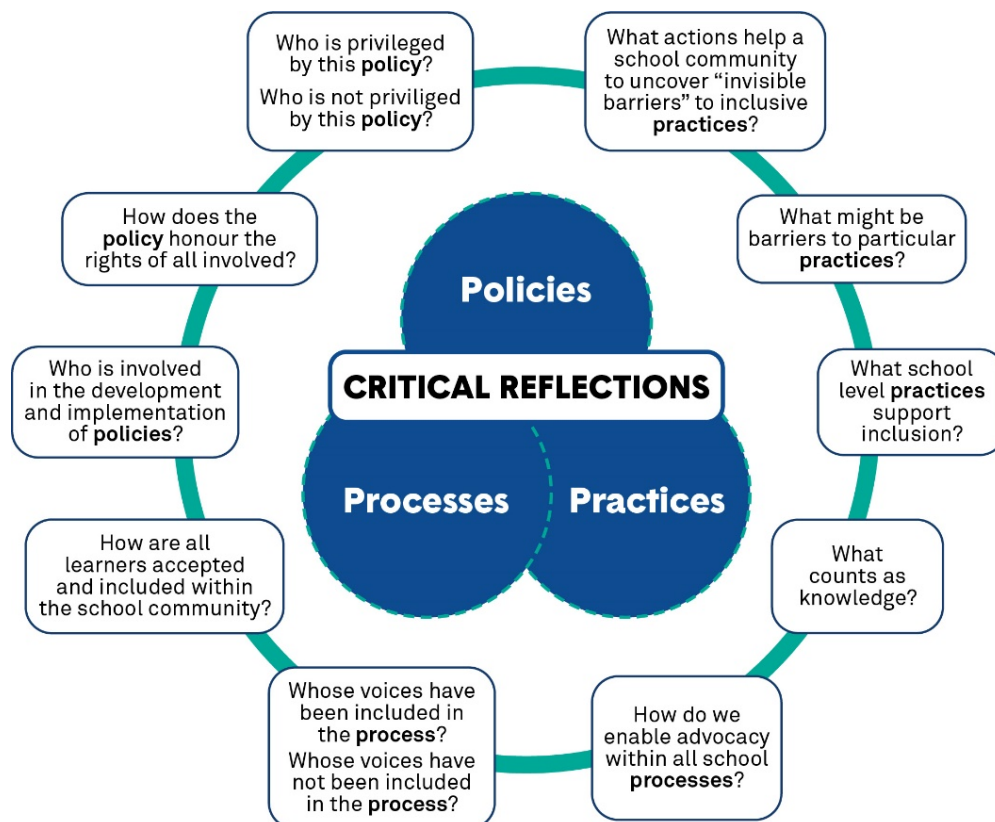 Who is privileged
by this policy?
Who is not priviliged
by this policy?
What actions help a
school community
to uncover “invisible
barriers” to inclusive
practices?
How does the
policy honour the
rights of all involved?
What might be
barriers to particular
practices?
Policies
Who is involved
in the development
and implementation
of policies?
CRITICAL REFLECTIONS
What school
level practices
support
inclusion?
Processes
Practices
How are all
learners accepted
and included within
the school community?
What
counts as
knowledge?
Whose voices have
been included in
the process?
Whose voices have
not been included
in the process?
How do we
enable advocacy
within all school
processes?